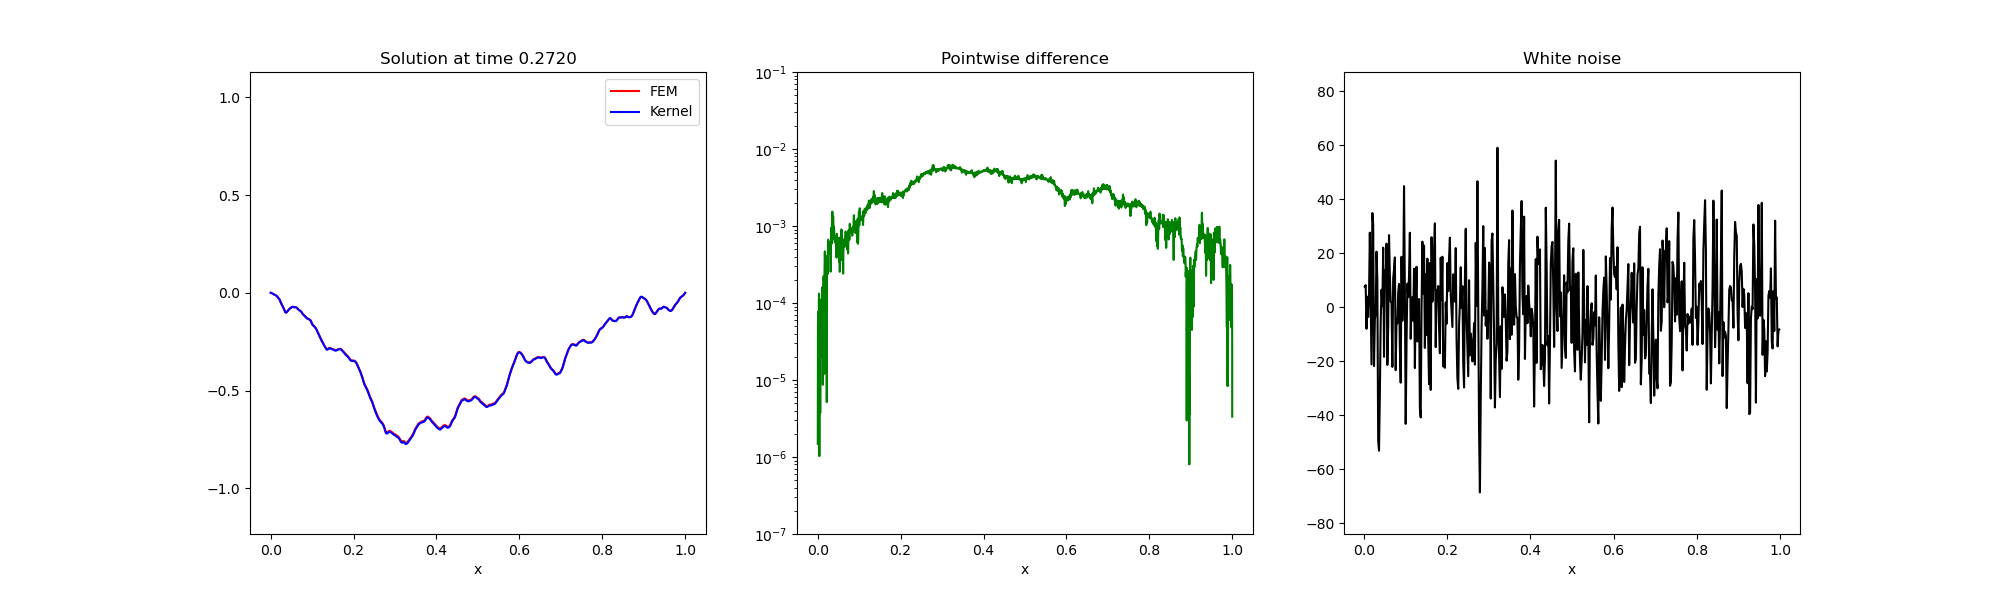 Solution at time 0.2720
1.0
0.5
0.0
−0.5
−1.0
0.0 0.2 0.4 0.6 0.8 1.0
x
FEM
Kernel
Pointwise difference
10⁻¹
10⁻²
10⁻³
10⁻⁴
10⁻⁵
10⁻⁶
10⁻⁷
0.0 0.2 0.4 0.6 0.8 1.0
x
White noise
80
60
40
20
0
−20
−40
−60
−80
0.0 0.2 0.4 0.6 0.8 1.0
x